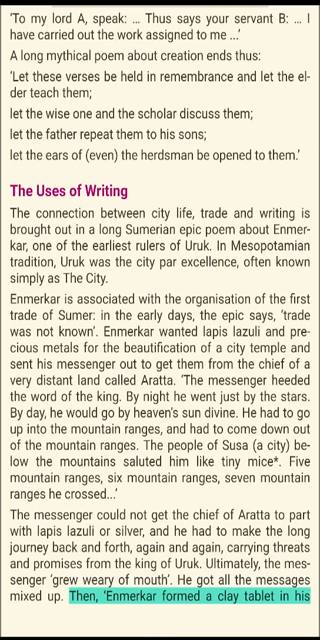 'To my lord A, speak: ... Thus says your servant B: ... I
have carried out the work assigned to me ...'
A long mythical poem about creation ends thus:
'Let these verses be held in remembrance and let the el-
der teach them;
let the wise one and the scholar discuss them;
let the father repeat them to his sons;
let the ears of (even) the herdsman be opened to them.'
The Uses of Writing
The connection between city life, trade and writing is
brought out in a long Sumerian epic poem about Enmer-
kar, one of the earliest rulers of Uruk. In Mesopotamian
tradition, Uruk was the city par excellence, often known
simply as The City.
Enmerkar is associated with the organisation of the first
trade of Sumer: in the early days, the epic says, 'trade
was not known'. Enmerkar wanted lapis lazuli and pre-
cious metals for the beautification of a city temple and
sent his messenger out to get them from the chief of a
very distant land called Aratta. 'The messenger heeded
the word of the king. By night he went just by the stars.
By day, he would go by heaven's sun divine. He had to go
up into the mountain ranges, and had to come down out
of the mountain ranges. The people of Susa (a city) be-
low the mountains saluted him like tiny mice*. Five
mountain ranges, six mountain ranges, seven mountain
ranges he crossed...'
The messenger could not get the chief of Aratta to part
with lapis lazuli or silver, and he had to make the long
journey back and forth, again and again, carrying threats
and promises from the king of Uruk. Ultimately, the mes-
senger 'grew weary of mouth'. He got all the messages
mixed up. Then, 'Enmerkar formed a clay tablet in his